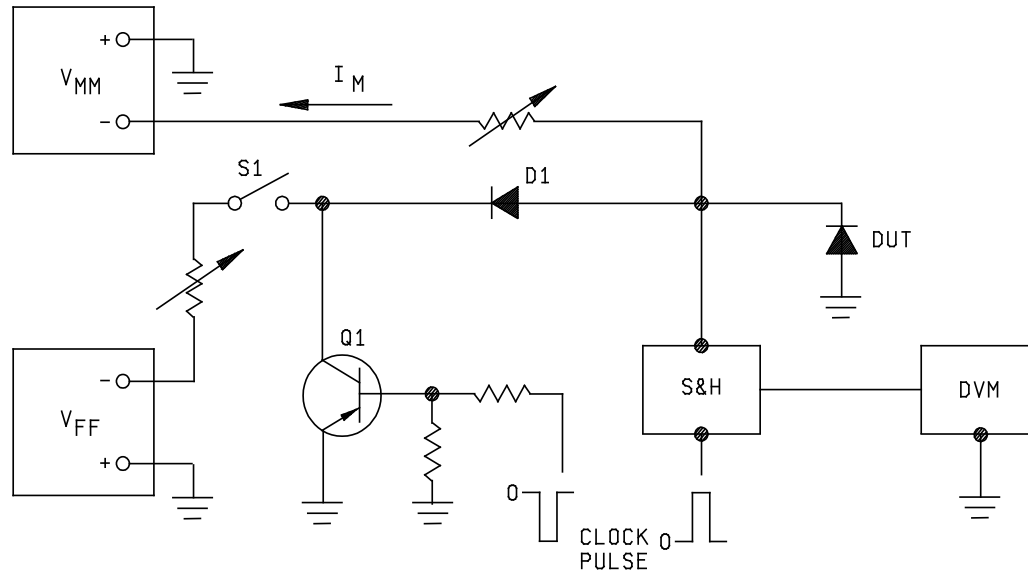 +
V_MM
I_M
-
S1
D1
DUT
Q1
-
S&H
DVM
V_FF
+
0
CLOCK
PULSE
0